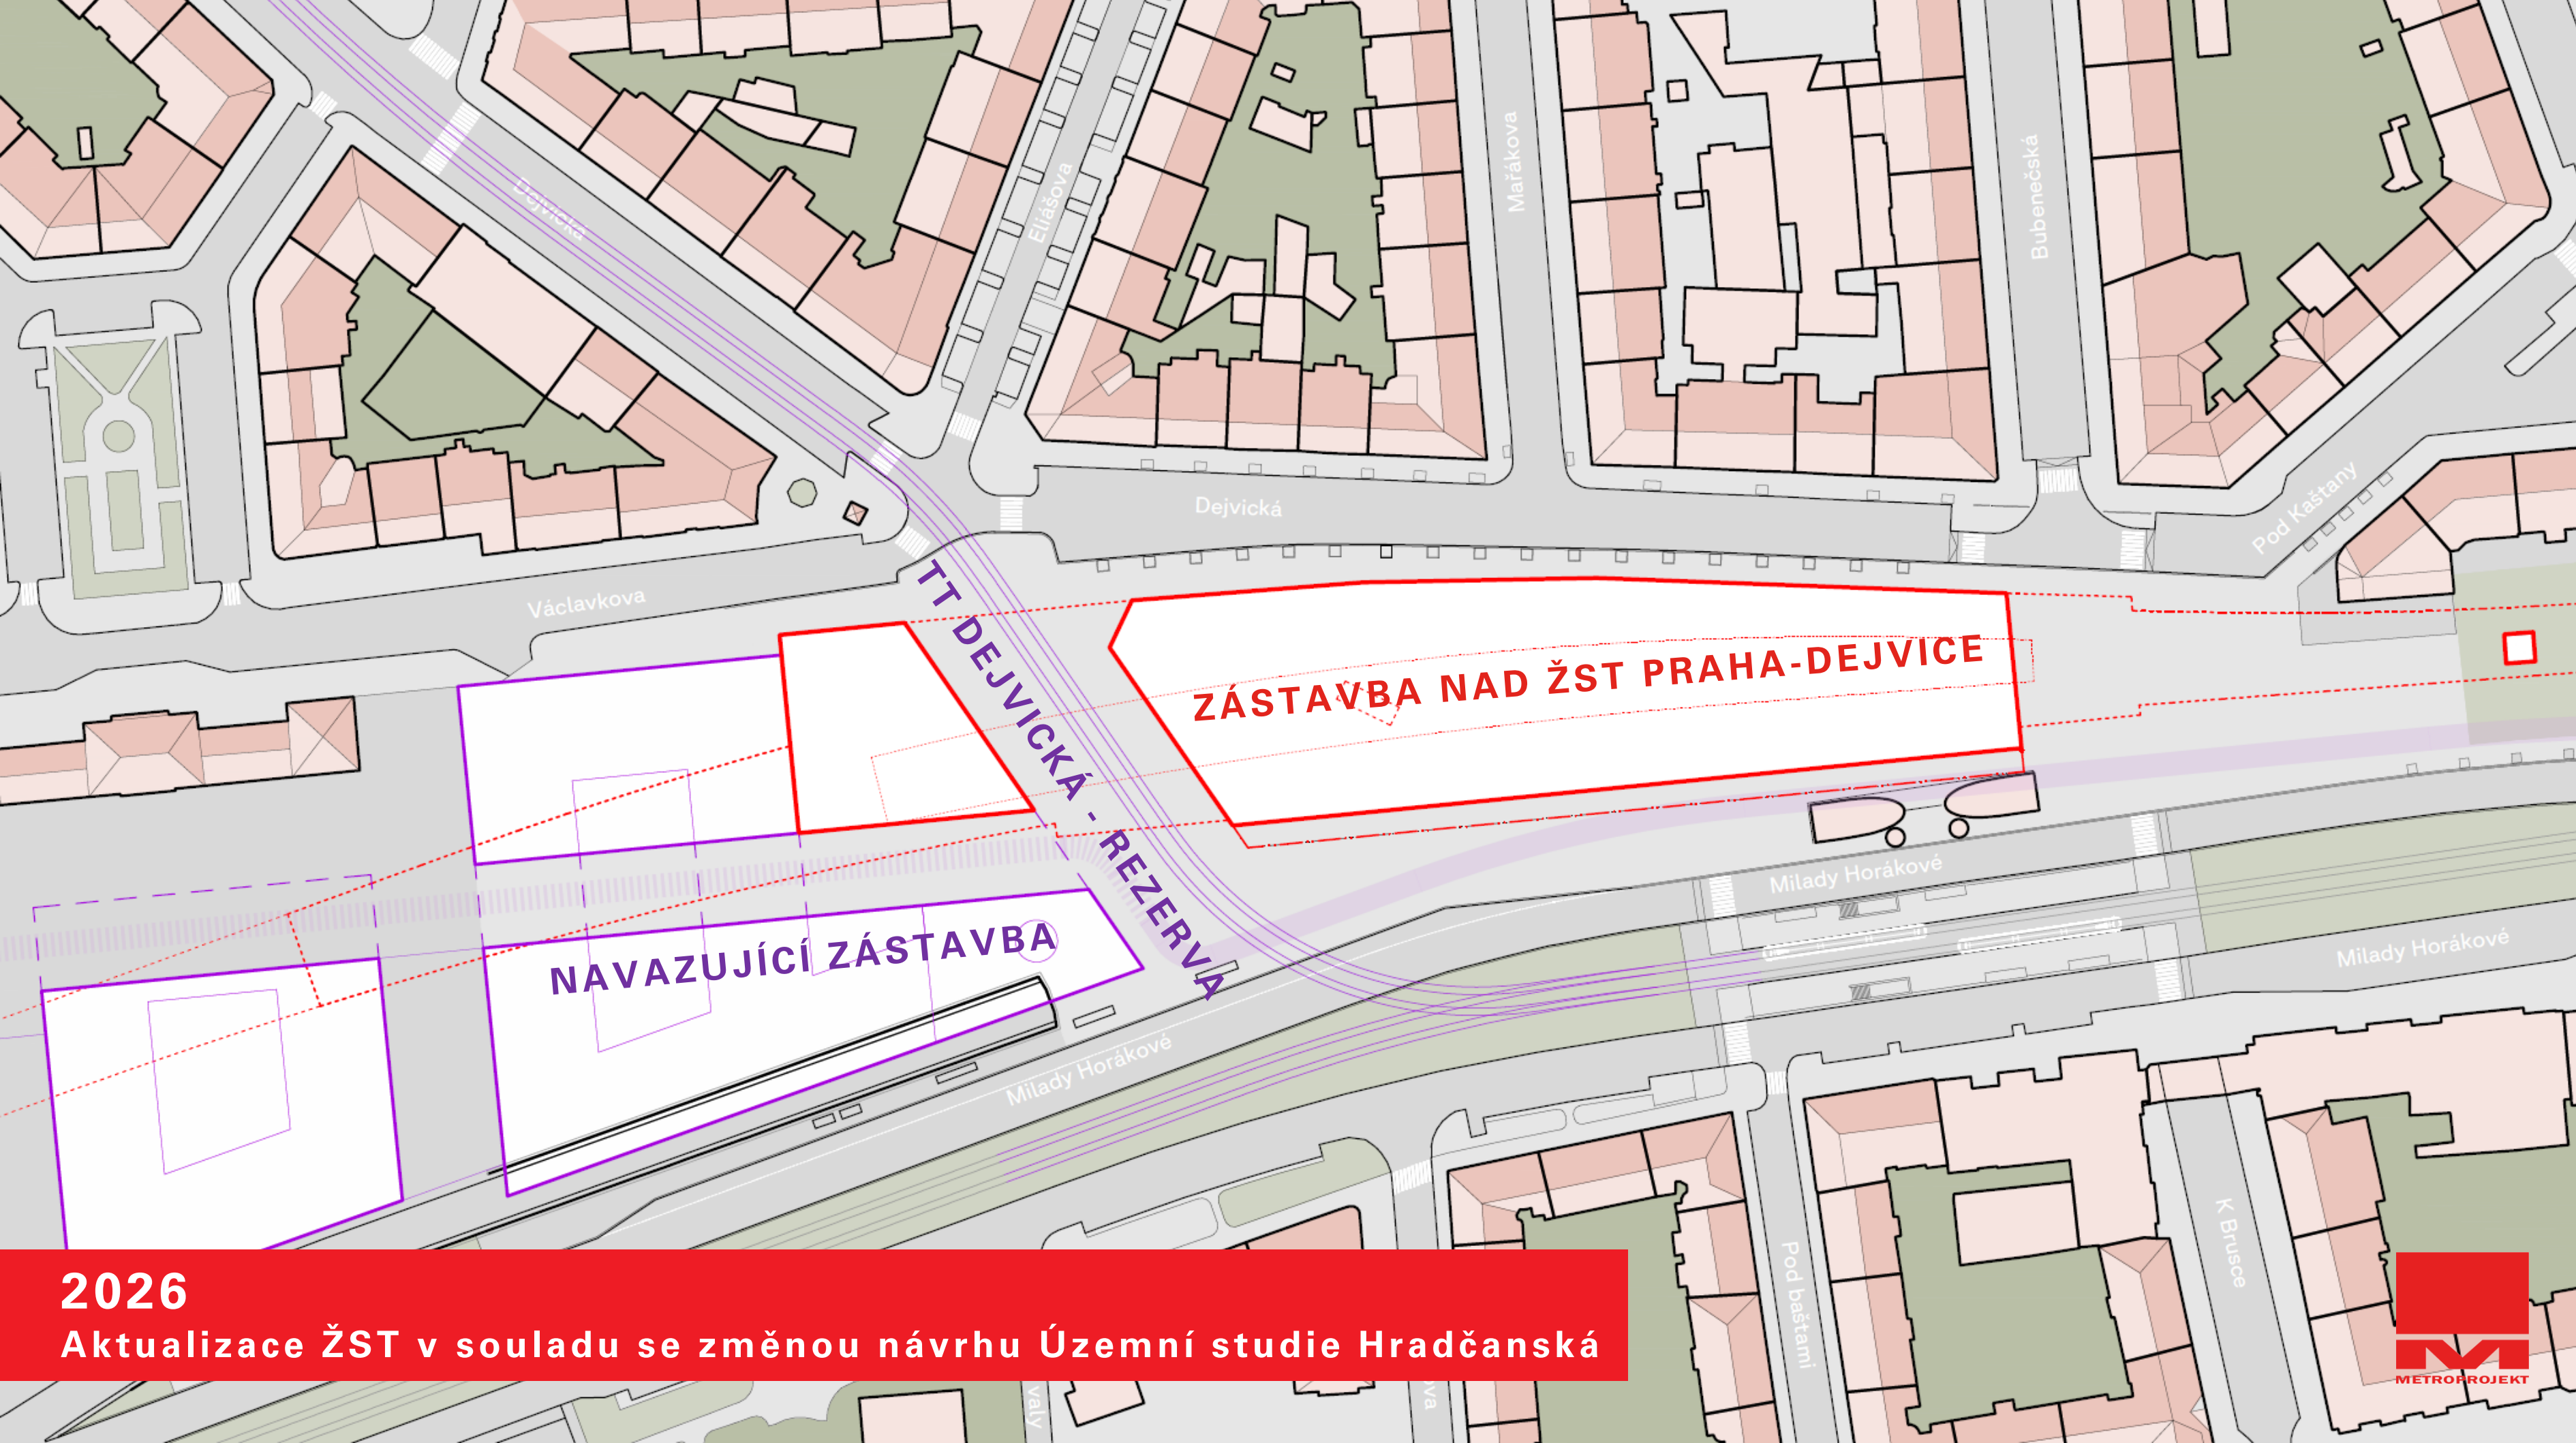 Dejvická
Eliášova
Mařákova
Bubenečská
Dejvická
Pod Kaštany
Václavkova
TT DEJVICKÁ - REZERVA
ZÁSTAVBA NAD ŽST PRAHA-DEJVICE
NAVAZUJÍCÍ ZÁSTAVBA
Milady Horákové
Milady Horákové
Milady Horákové
K Brusce
Pod baštami
2026
Aktualizace ŽST v souladu se změnou návrhu Územní studie Hradčanská
METROPROJEKT